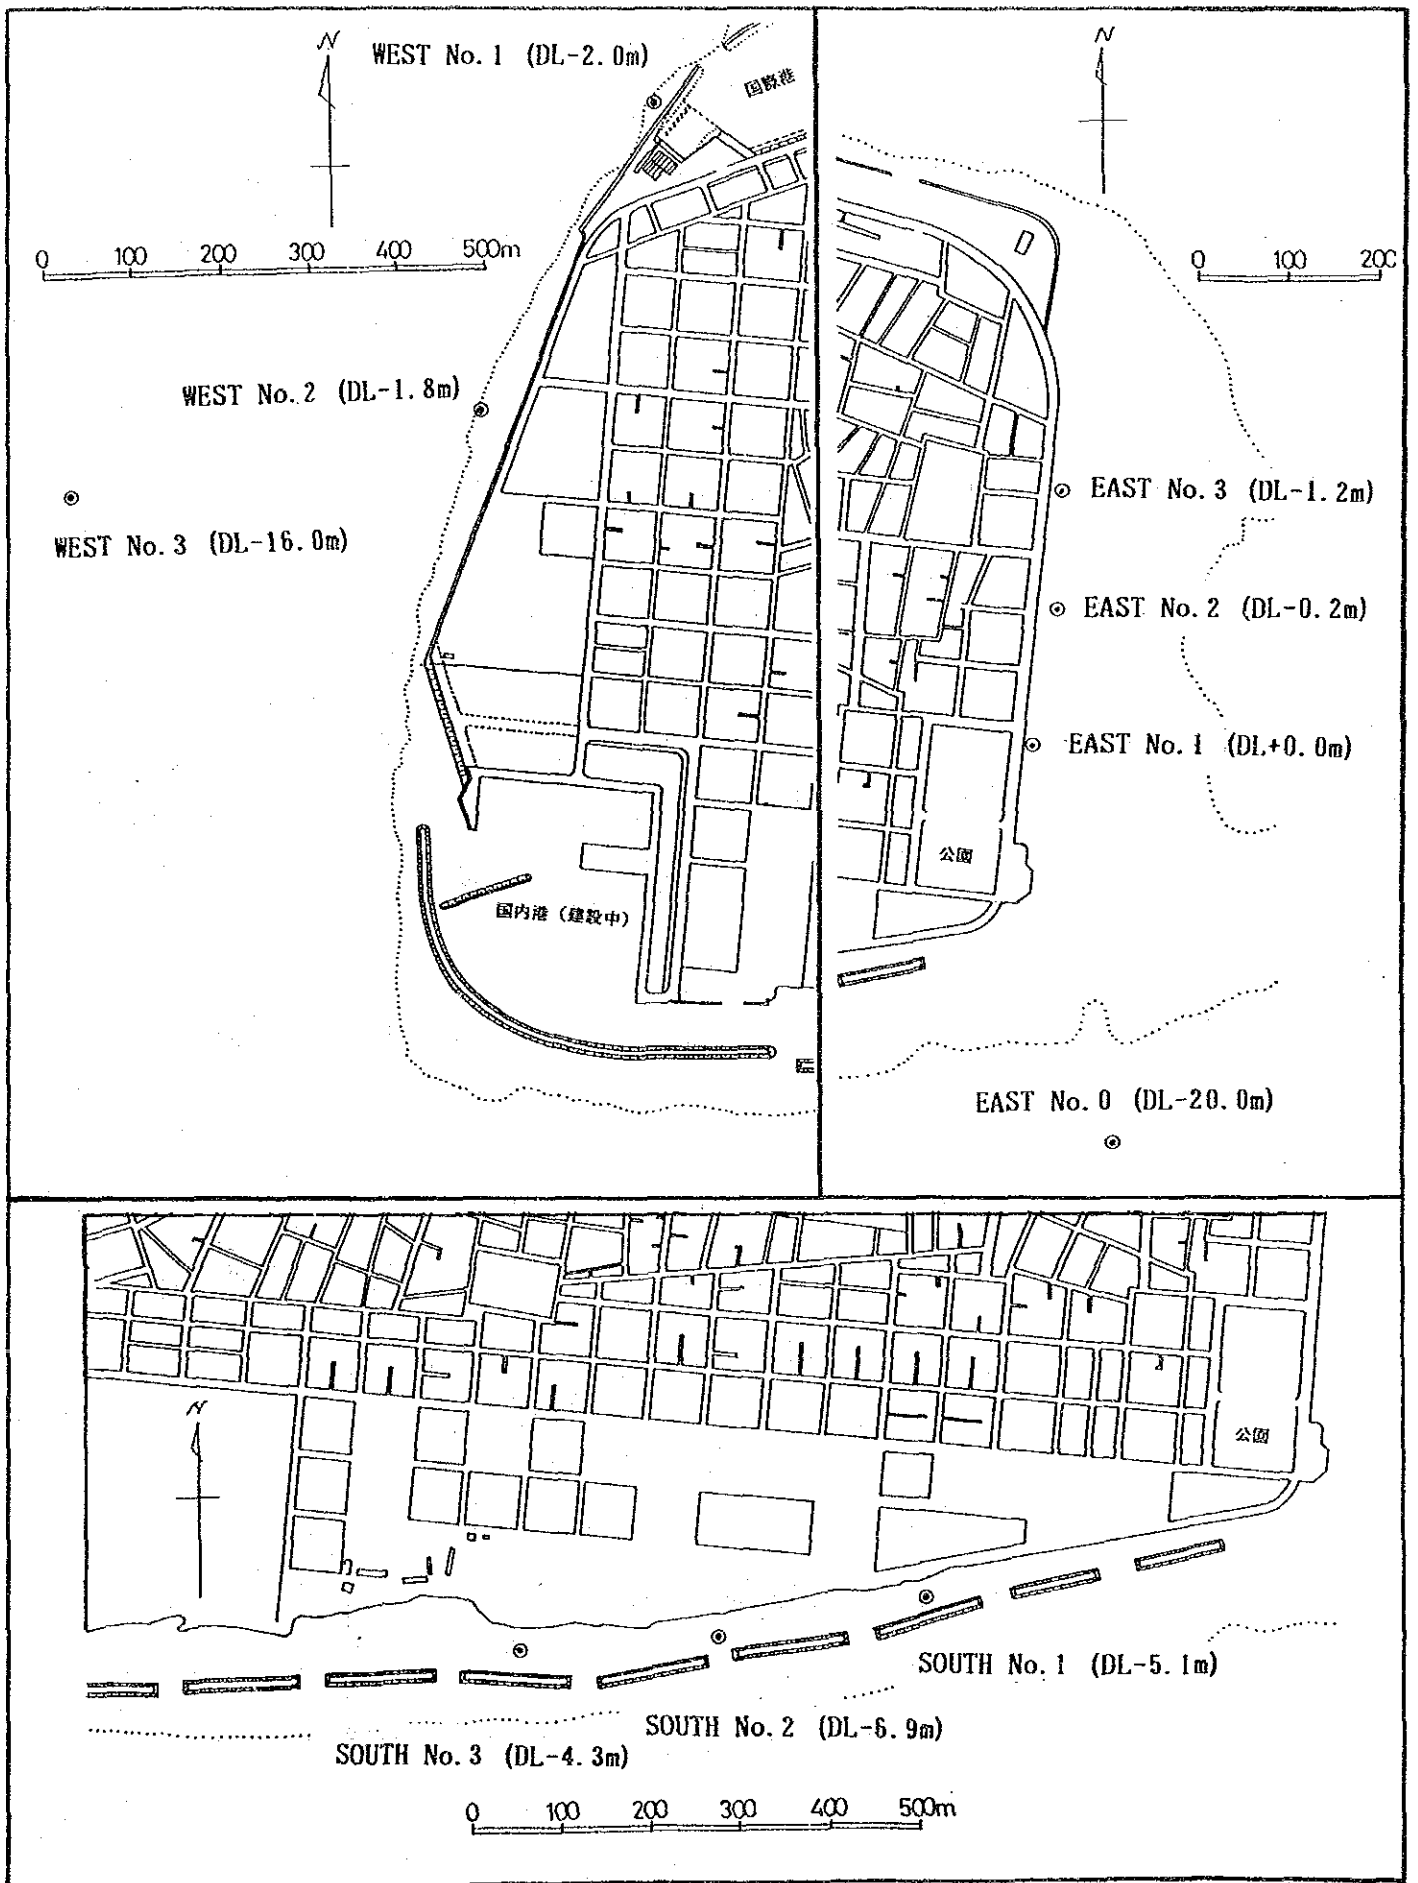 N
WEST No. 1 (DL-2.0m)
国際港
0 100 200 300 400 500m
WEST No. 2 (DL-1.8m)
WEST No. 3 (DL-16.0m)
国内港（建設中）
N
0 100 200
EAST No. 3 (DL-1.2m)
EAST No. 2 (DL-0.2m)
EAST No. 1 (DL+0.0m)
公園
EAST No. 0 (DL-20.0m)
N
公園
SOUTH No. 1 (DL-5.1m)
SOUTH No. 2 (DL-6.9m)
SOUTH No. 3 (DL-4.3m)
0 100 200 300 400 500m